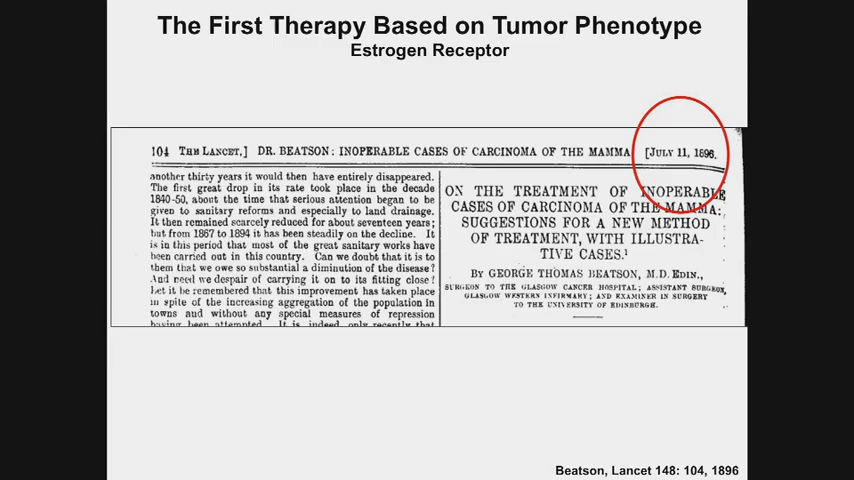 The First Therapy Based on Tumor Phenotype
Estrogen Receptor
104 THE LANCET,] DR. BEATSON: INOPERABLE CASES OF CARCINOMA OF THE MAMMA. [JULY 11, 1896.
another thirty years it would then have entirely disappeared.
The first great drop in its rate took place in the decade
1840-50, about the time that serious attention began to be
given to sanitary reforms and especially to land drainage.
It then remained scarcely reduced for about seventeen years;
but from 1867 to 1894 it has been steadily on the decline. It
is in this period that most of the great sanitary works have
been carried out in this country. Can we doubt that it is to
them that we owe so substantial a diminution of the disease?
And need we despair of carrying it on to its fitting close?
Let it be remembered that this improvement has taken place
in spite of the increasing aggregation of the population in
towns and without any special measures of repression
having been attempted. It is indeed only recently that
ON THE TREATMENT OF INOPERABLE
CASES OF CARCINOMA OF THE MAMMA:
SUGGESTIONS FOR A NEW METHOD
OF TREATMENT, WITH ILLUSTRA-
TIVE CASES.¹
BY GEORGE THOMAS BEATSON, M.D. EDIN.,
SURGEON TO THE GLASGOW CANCER HOSPITAL; ASSISTANT SURGEON,
GLASGOW WESTERN INFIRMARY; AND EXAMINER IN SURGERY
TO THE UNIVERSITY OF EDINBURGH.
Beatson, Lancet 148: 104, 1896